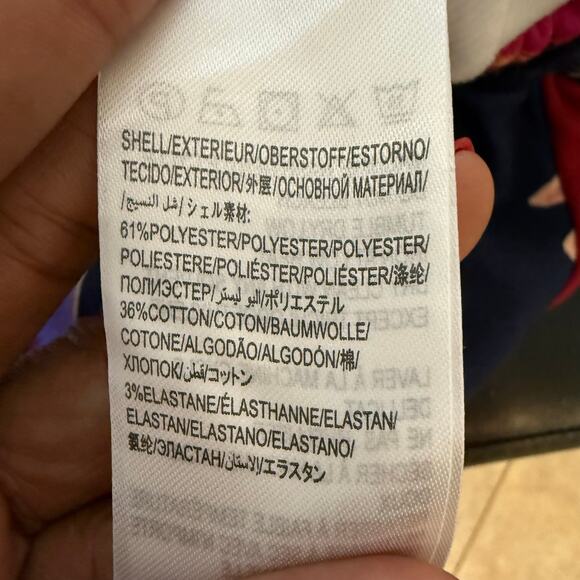 SHELL/EXTERIEUR/OBERSTOFF/ESTORNO/
TECIDO/EXTERIOR/外层/ОСНОВНОЙ МАТЕРИАЛ/
/شل النسيج/シェル素材:
61%POLYESTER/POLYESTER/POLYESTER/
POLIESTERE/POLIÉSTER/POLIÉSTER/涤纶/
ПОЛИЭСТЕР/البو ليستر/ポリエステル
36%COTTON/COTON/BAUMWOLLE/
COTONE/ALGODÃO/ALGODÓN/棉/
ХЛОПОК/قطن/コットン
3%ELASTANE/ÉLASTHANNE/ELASTAN/
ELASTAN/ELASTANO/ELASTANO/
氨纶/ЭЛАСТАН/الإستان/エラスタン